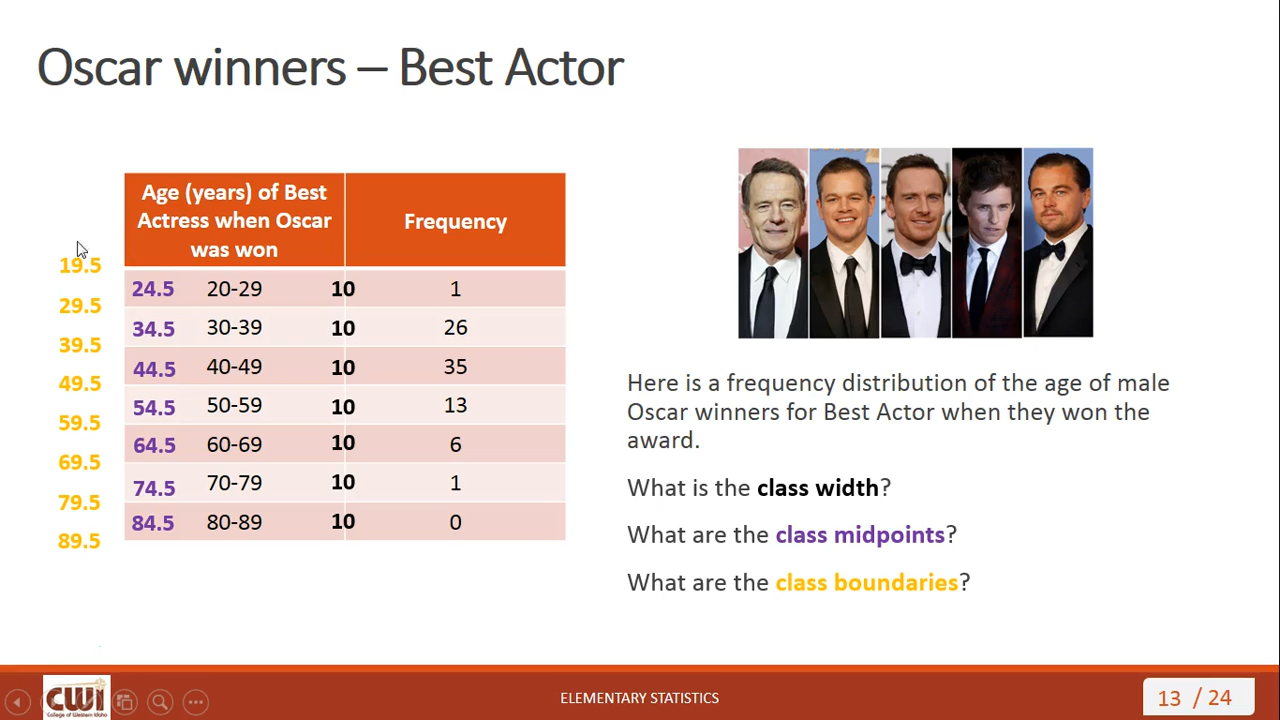 Oscar winners – Best Actor
Age (years) of Best
Actress when Oscar
was won
Frequency
19.5
24.5 20-29 10 1
29.5
34.5 30-39 10 26
39.5
44.5 40-49 10 35
49.5
54.5 50-59 10 13
59.5
64.5 60-69 10 6
69.5
74.5 70-79 10 1
79.5
84.5 80-89 10 0
89.5
Here is a frequency distribution of the age of male
Oscar winners for Best Actor when they won the
award.
What is the class width?
What are the class midpoints?
What are the class boundaries?
CWI
College of Western Idaho
ELEMENTARY STATISTICS
13 / 24